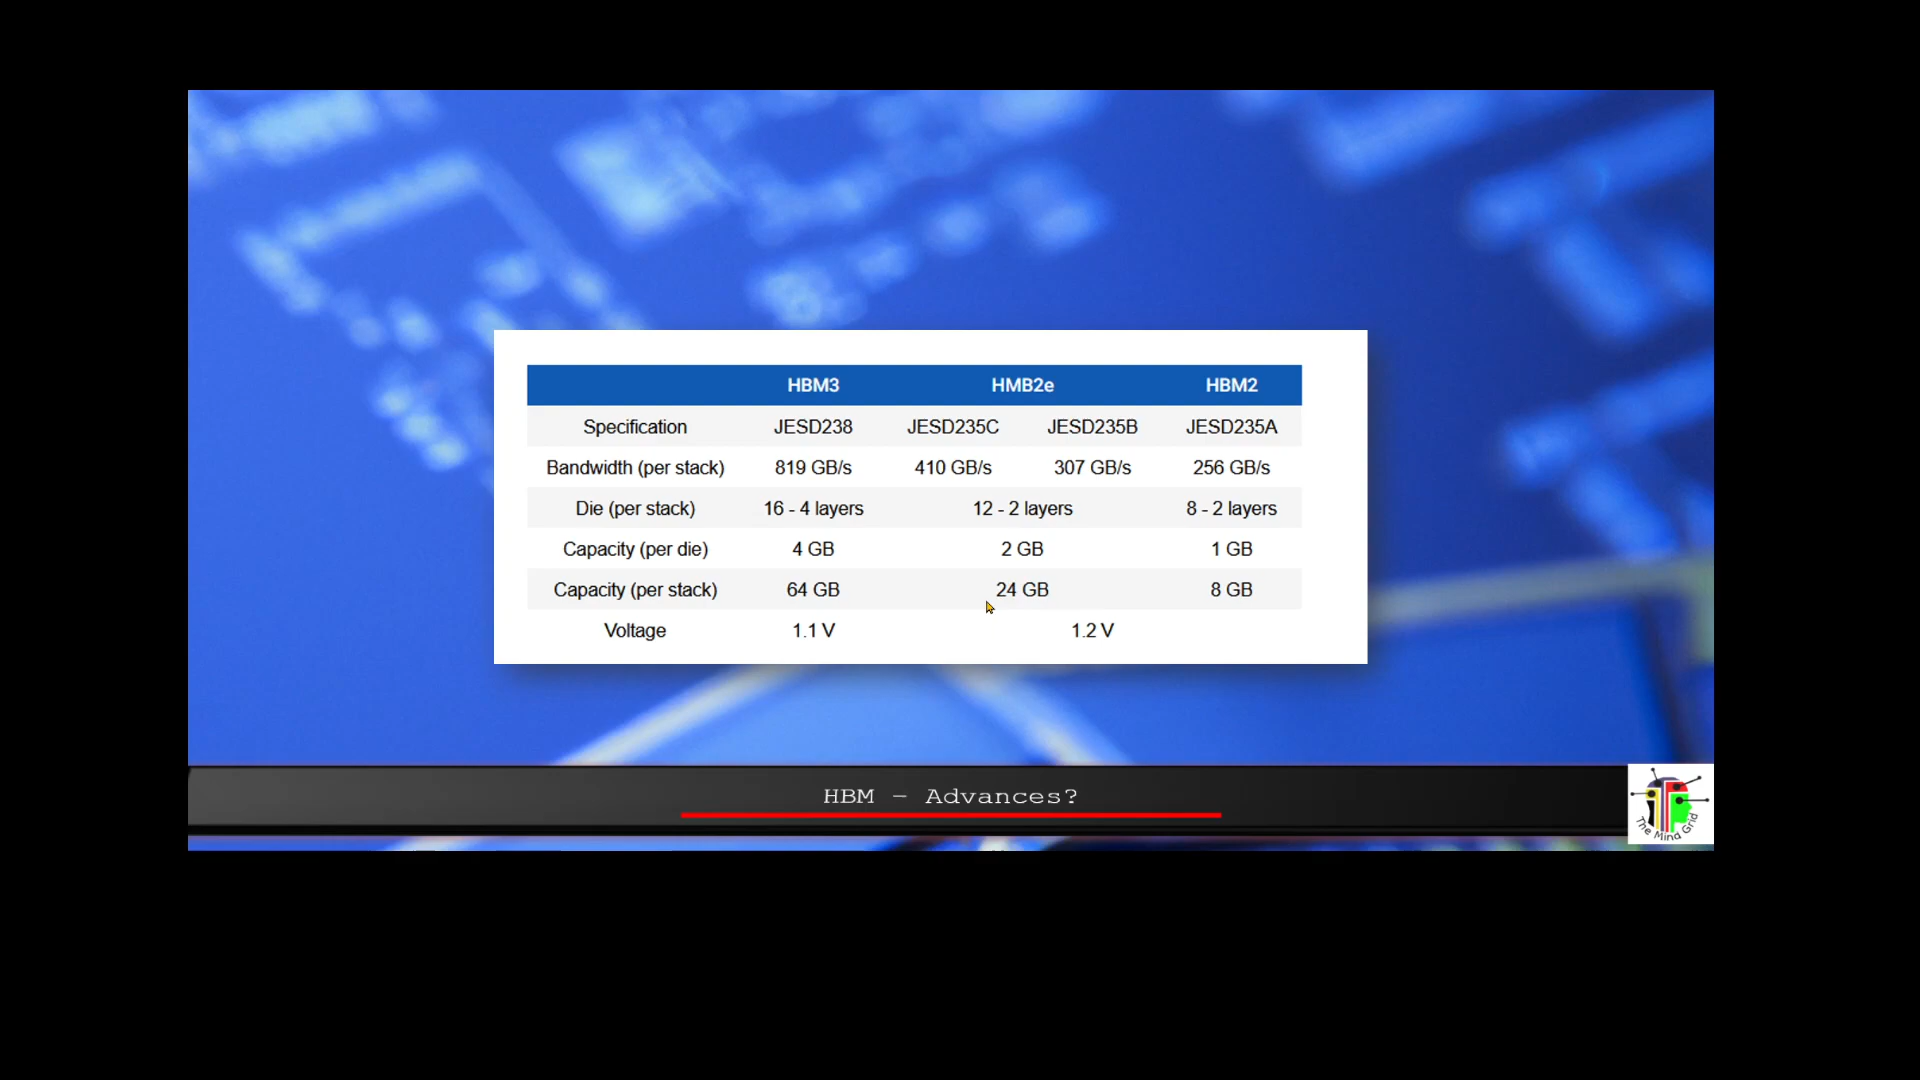 HBM3 HMB2e HBM2
Specification JESD238 JESD235C JESD235B JESD235A
Bandwidth (per stack) 819 GB/s 410 GB/s 307 GB/s 256 GB/s
Die (per stack) 16 - 4 layers 12 - 2 layers 8 - 2 layers
Capacity (per die) 4 GB 2 GB 1 GB
Capacity (per stack) 64 GB 24 GB 8 GB
Voltage 1.1 V 1.2 V
HBM – Advances?
The Mind Grid